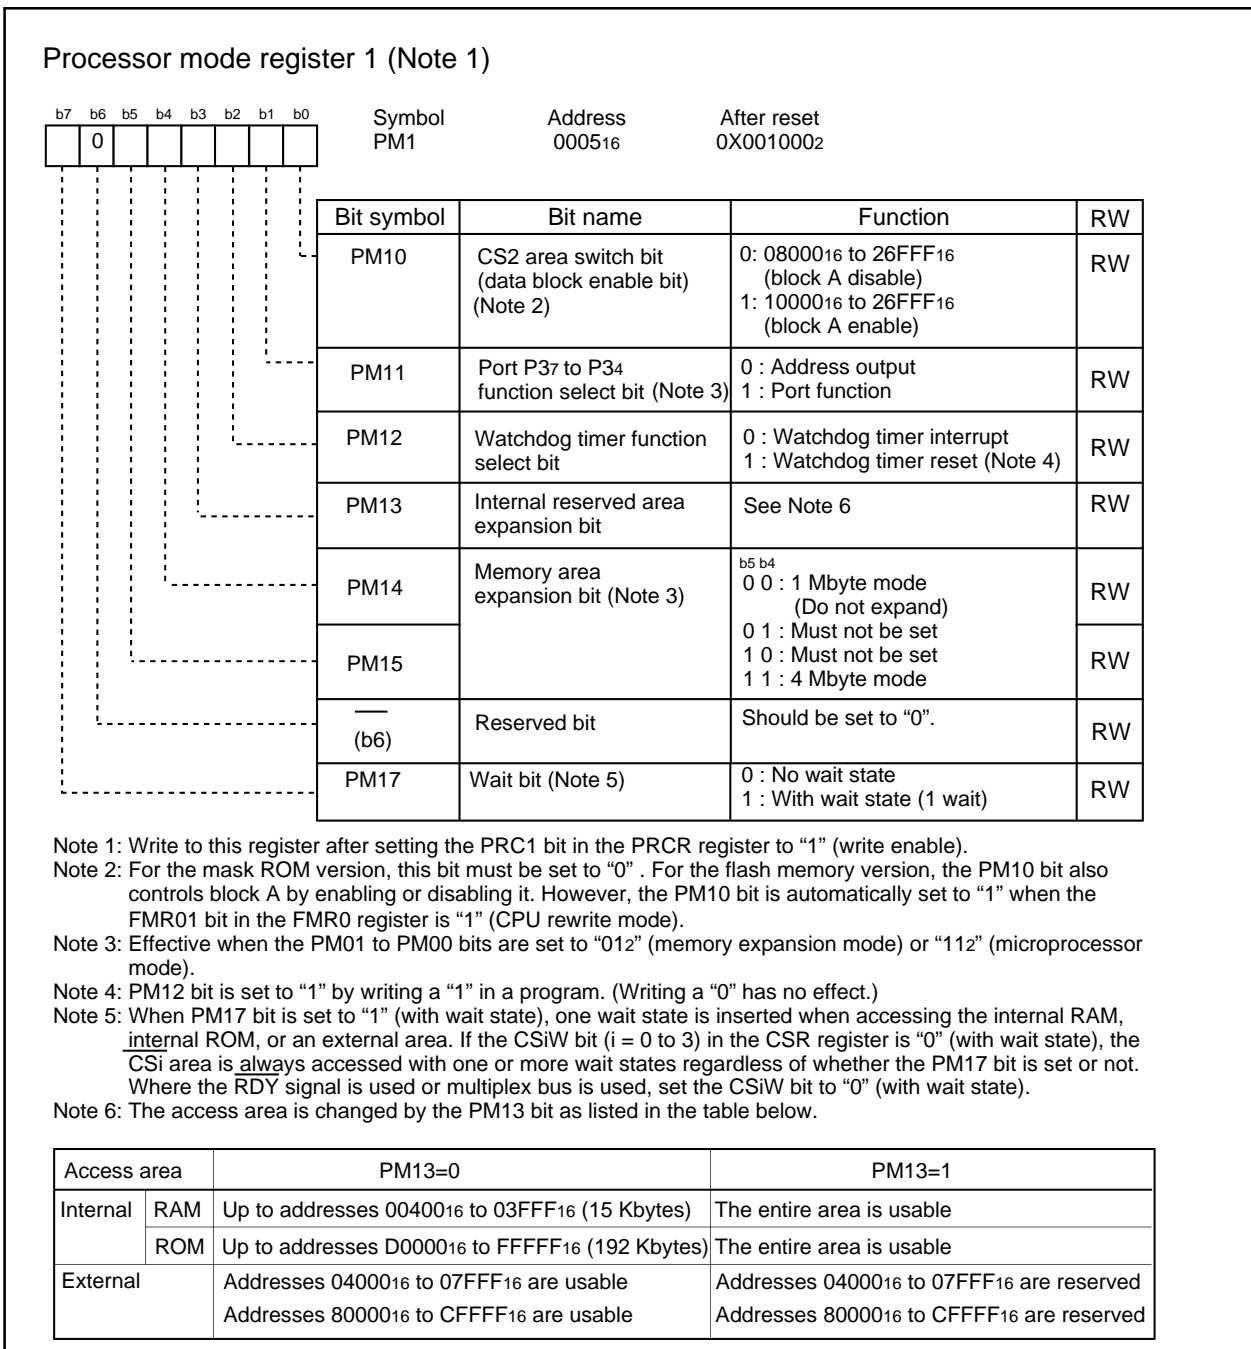 Processor mode register 1 (Note 1)
b7 b6 b5 b4 b3 b2 b1 b0
0
Symbol Address After reset
PM1 000516 0X0010002
Bit symbol Bit name Function RW
PM10 CS2 area switch bit (data block enable bit) (Note 2) 0: 0800016 to 26FFF16 RW
(block A disable)
1: 1000016 to 26FFF16
(block A enable)
PM11 Port P37 to P34 function select bit (Note 3) 0 : Address output RW
1 : Port function
PM12 Watchdog timer function select bit 0 : Watchdog timer interrupt RW
1 : Watchdog timer reset (Note 4)
PM13 Internal reserved area expansion bit See Note 6 RW
PM14 Memory area expansion bit (Note 3) b5 b4
0 0 : 1 Mbyte mode RW
(Do not expand)
0 1 : Must not be set
PM15 1 0 : Must not be set RW
1 1 : 4 Mbyte mode
(b6) Reserved bit Should be set to “0”. RW
PM17 Wait bit (Note 5) 0 : No wait state RW
1 : With wait state (1 wait)
Note 1: Write to this register after setting the PRC1 bit in the PRCR register to “1” (write enable).
Note 2: For the mask ROM version, this bit must be set to “0” . For the flash memory version, the PM10 bit also
controls block A by enabling or disabling it. However, the PM10 bit is automatically set to “1” when the
FMR01 bit in the FMR0 register is “1” (CPU rewrite mode).
Note 3: Effective when the PM01 to PM00 bits are set to “012” (memory expansion mode) or “112” (microprocessor
mode).
Note 4: PM12 bit is set to “1” by writing a “1” in a program. (Writing a “0” has no effect.)
Note 5: When PM17 bit is set to “1” (with wait state), one wait state is inserted when accessing the internal RAM,
internal ROM, or an external area. If the CSiW bit (i = 0 to 3) in the CSR register is “0” (with wait state), the
CSi area is always accessed with one or more wait states regardless of whether the PM17 bit is set or not.
Where the RDY signal is used or multiplex bus is used, set the CSiW bit to “0” (with wait state).
Note 6: The access area is changed by the PM13 bit as listed in the table below.
Access area PM13=0 PM13=1
Internal RAM Up to addresses 0040016 to 03FFF16 (15 Kbytes) The entire area is usable
ROM Up to addresses D000016 to FFFFF16 (192 Kbytes) The entire area is usable
External Addresses 0400016 to 07FFF16 are usable Addresses 0400016 to 07FFF16 are reserved
Addresses 8000016 to CFFFF16 are usable Addresses 8000016 to CFFFF16 are reserved